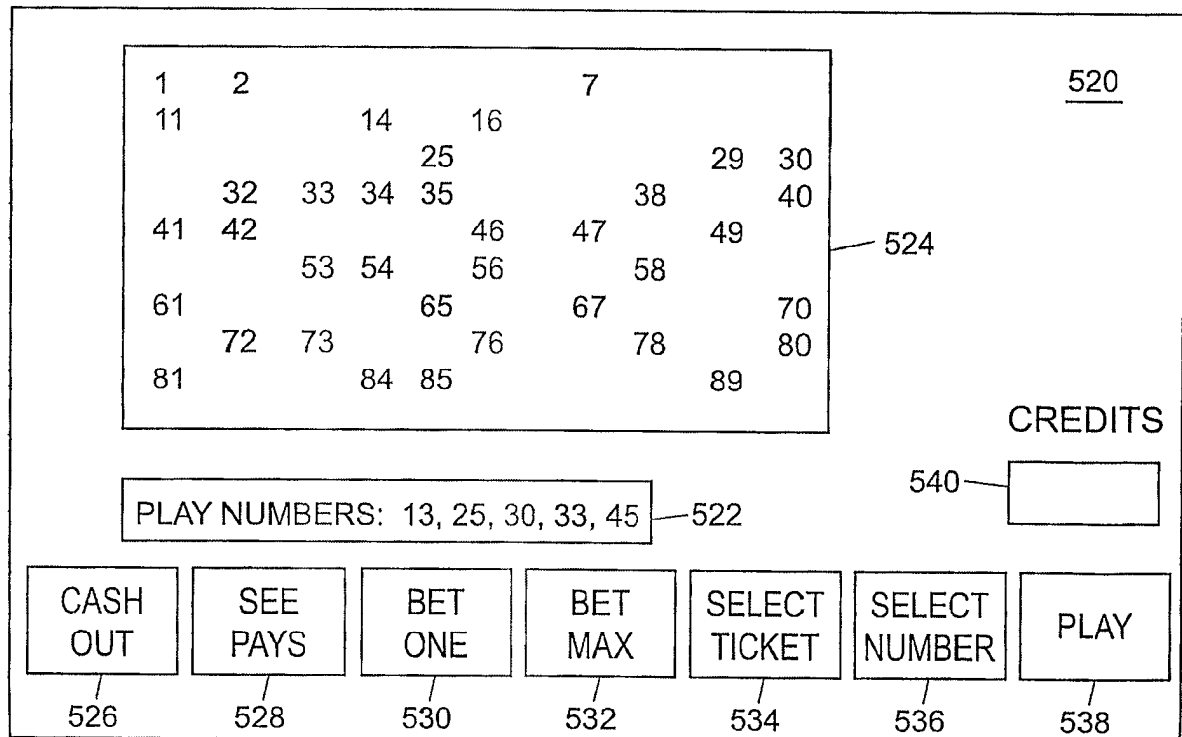 1 2 7
520
11 14 16
25 29 30
32 33 34 35 38 40
41 42 46 47 49
524
53 54 56 58
61 65 67 70
72 73 76 78 80
81 84 85 89
CREDITS
540
PLAY NUMBERS: 13, 25, 30, 33, 45
522
CASH OUT
SEE PAYS
BET ONE
BET MAX
SELECT TICKET
SELECT NUMBER
PLAY
526 528 530 532 534 536 538